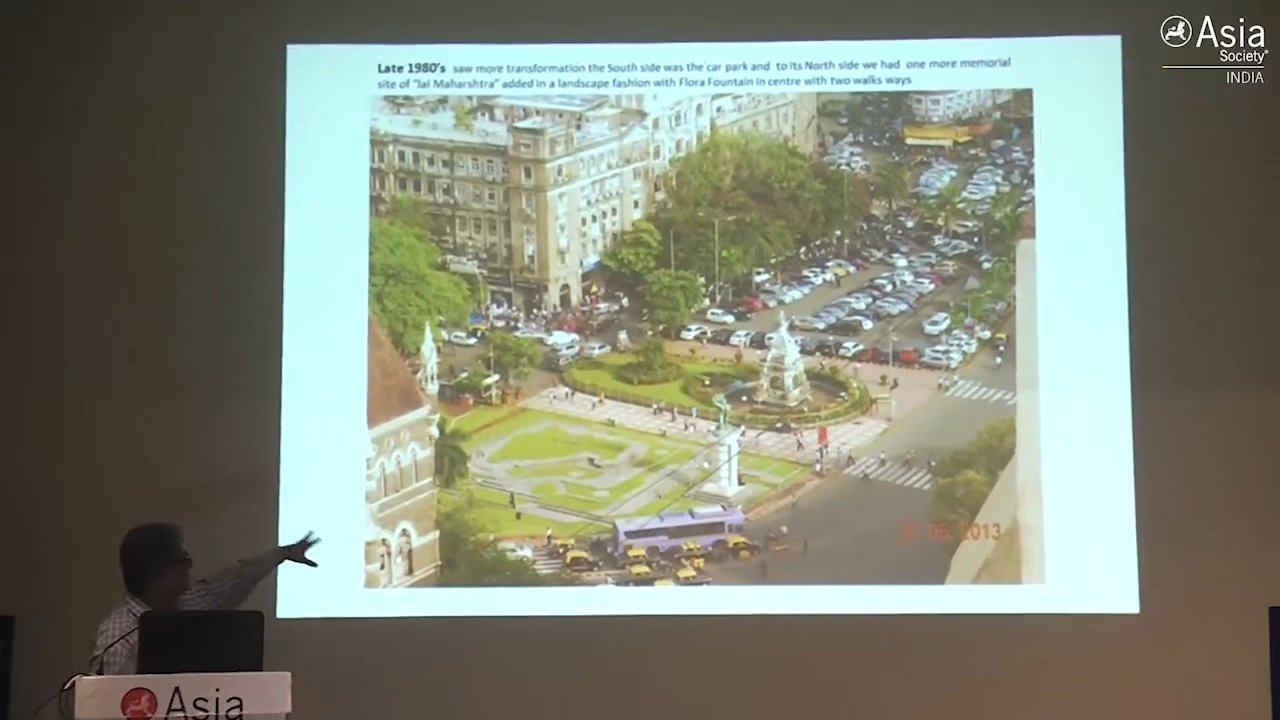 Asia
Society
INDIA
Late 1980's saw more transformation the South side was the car park and to its North side we had one more memorial
site of "Jai Maharshtra" added in a landscape fashion with Flora Fountain in centre with two walks ways
06 2013
Asia